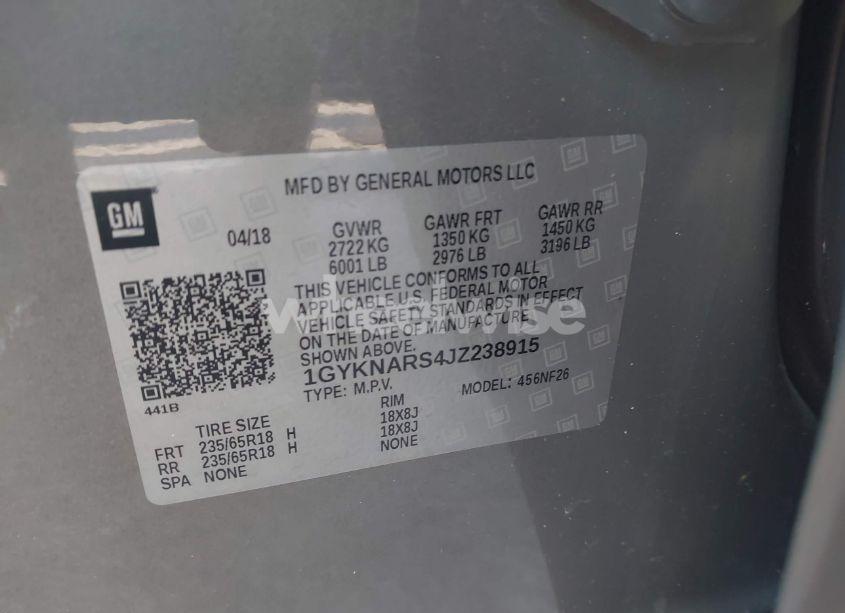 GM
MFD BY GENERAL MOTORS LLC
04/18 GVWR GAWR FRT GAWR RR
2722 KG 1350 KG 1450 KG
6001 LB 2976 LB 3196 LB
THIS VEHICLE CONFORMS TO ALL
APPLICABLE U.S. FEDERAL MOTOR
VEHICLE SAFETY STANDARDS IN EFFECT
ON THE DATE OF MANUFACTURE
SHOWN ABOVE.
1GYKNARS4JZ238915
TYPE: M.P.V. MODEL: 456NF26
441B
TIRE SIZE RIM
FRT 235/65R18 H 18X8J
RR 235/65R18 H 18X8J
SPA NONE NONE